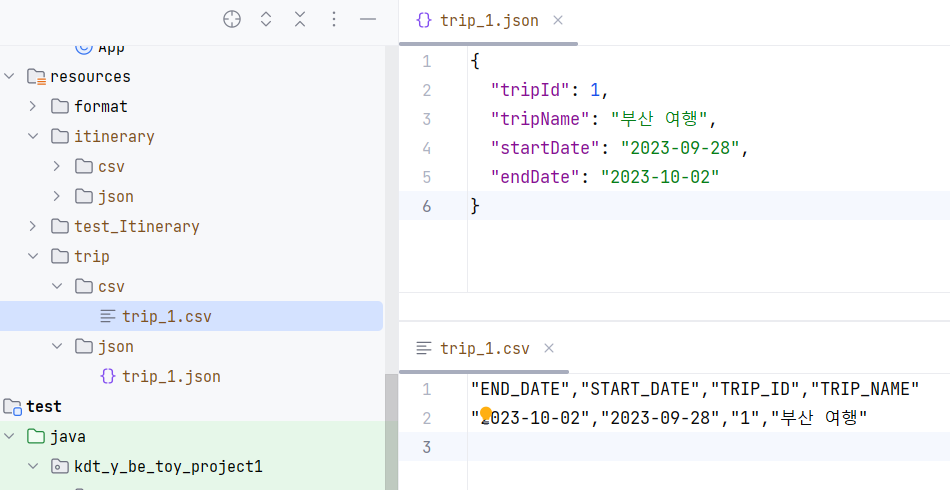 App
resources
format
itinerary
csv
json
test_Itinerary
trip
csv
trip_1.csv
json
trip_1.json
test
java
kdt_y_be_toy_project1
trip_1.json
1 {
2 "tripId": 1,
3 "tripName": "부산 여행",
4 "startDate": "2023-09-28",
5 "endDate": "2023-10-02"
6 }
trip_1.csv
1 "END_DATE","START_DATE","TRIP_ID","TRIP_NAME"
2 "2023-10-02","2023-09-28","1","부산 여행"
3